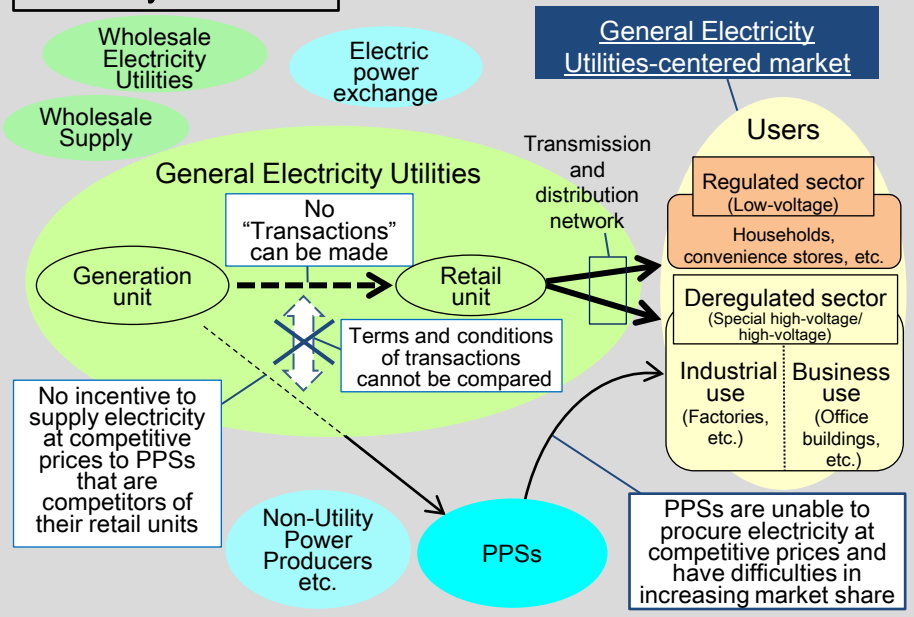 Wholesale
Electricity
Utilities
Electric
power
exchange
General Electricity
Utilities-centered market
Wholesale
Supply
Users
Transmission
and
distribution
network
General Electricity Utilities
Regulated sector
(Low-voltage)
Households,
convenience stores, etc.
No
“Transactions”
can be made
Generation
unit
Retail
unit
Deregulated sector
(Special high-voltage/
high-voltage)
Terms and conditions
of transactions
cannot be compared
Industrial
use
(Factories,
etc.)
Business
use
(Office
buildings,
etc.)
No incentive to
supply electricity
at competitive
prices to PPSs
that are
competitors of
their retail units
Non-Utility
Power
Producers
etc.
PPSs
PPSs are unable to
procure electricity at
competitive prices and
have difficulties in
increasing market share